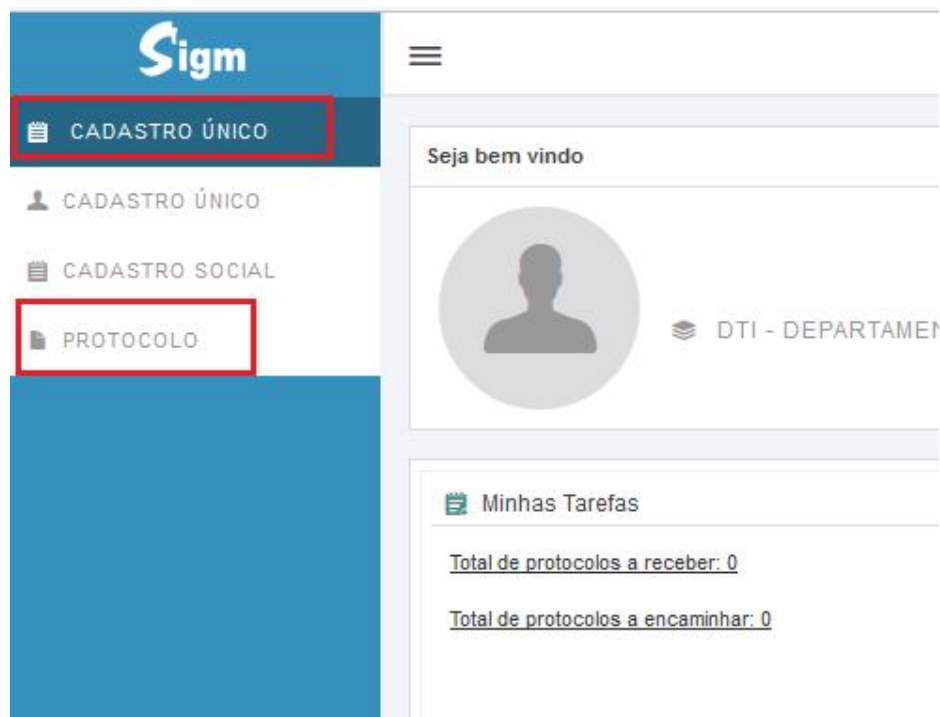 Sigm
CADASTRO ÚNICO
CADASTRO ÚNICO
CADASTRO SOCIAL
PROTOCOLO
Seja bem vindo
DTI - DEPARTAMEN
Minhas Tarefas
Total de protocolos a receber: 0
Total de protocolos a encaminhar: 0